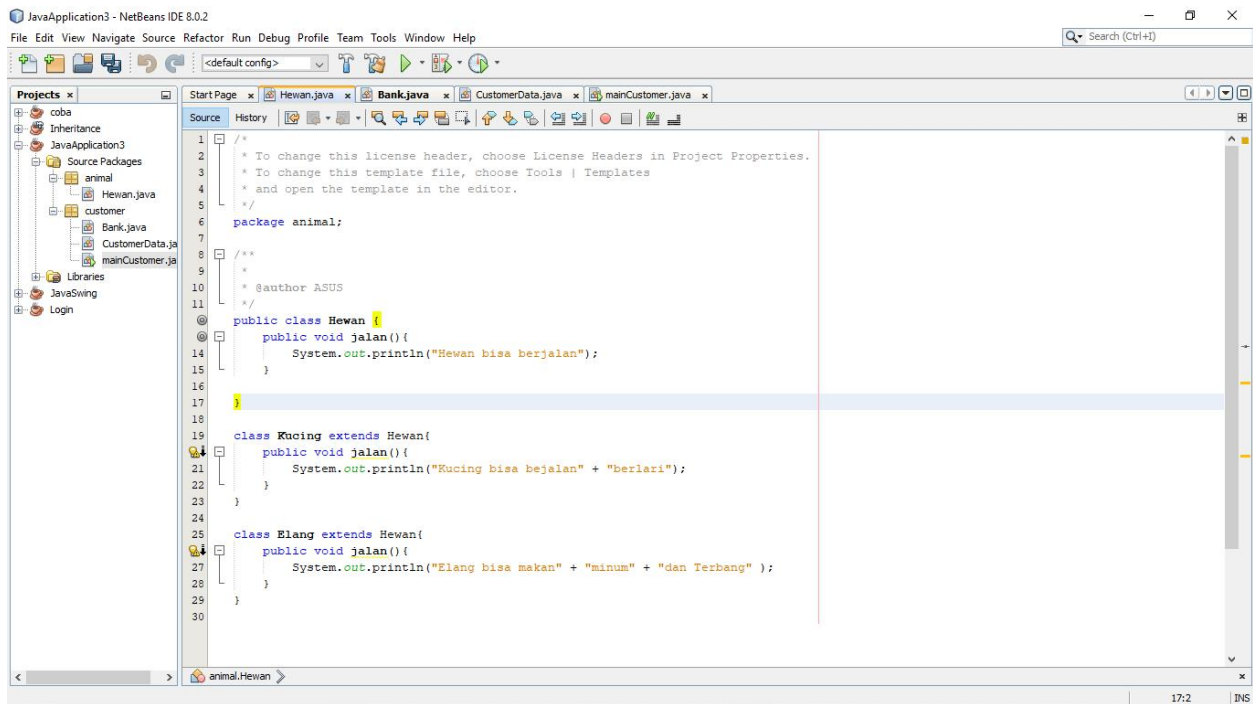 JavaApplication3 - NetBeans IDE 8.0.2
File Edit View Navigate Source Refactor Run Debug Profile Team Tools Window Help
Search (Ctrl+I)
<default config>
Projects
coba
Inheritance
JavaApplication3
Source Packages
animal
Hewan.java
customer
Bank.java
CustomerData.ja
mainCustomer.ja
Libraries
JavaSwing
Login
Start Page Hewan.java Bank.java CustomerData.java mainCustomer.java
Source History
1 /*
2 * To change this license header, choose License Headers in Project Properties.
3 * To change this template file, choose Tools | Templates
4 * and open the template in the editor.
5 */
6 package animal;
7
8 /**
9 *
10 * @author ASUS
11 */
public class Hewan {
public void jalan(){
14 System.out.println("Hewan bisa berjalan");
15 }
16
17 }
18
19 class Kucing extends Hewan{
public void jalan(){
21 System.out.println("Kucing bisa bejalan" + "berlari");
22 }
23 }
24
25 class Elang extends Hewan{
public void jalan(){
27 System.out.println("Elang bisa makan" + "minum" + "dan Terbang" );
28 }
29 }
30
animal.Hewan
17:2 INS